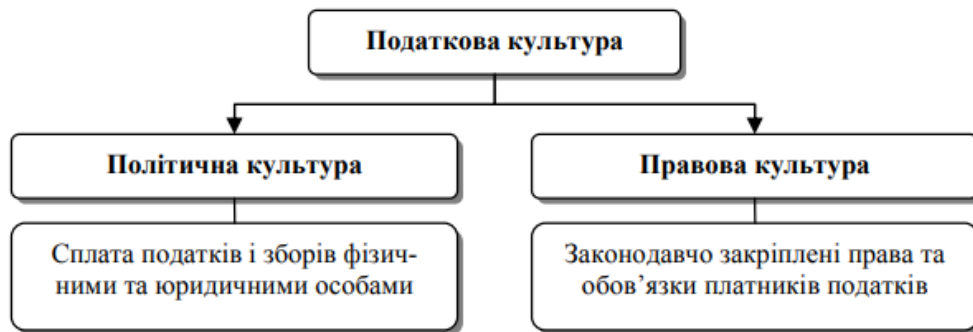 Податкова культура
Політична культура
Правова культура
Сплата податків і зборів фізич-
ними та юридичними особами
Законодавчо закріплені права та
обов’язки платників податків